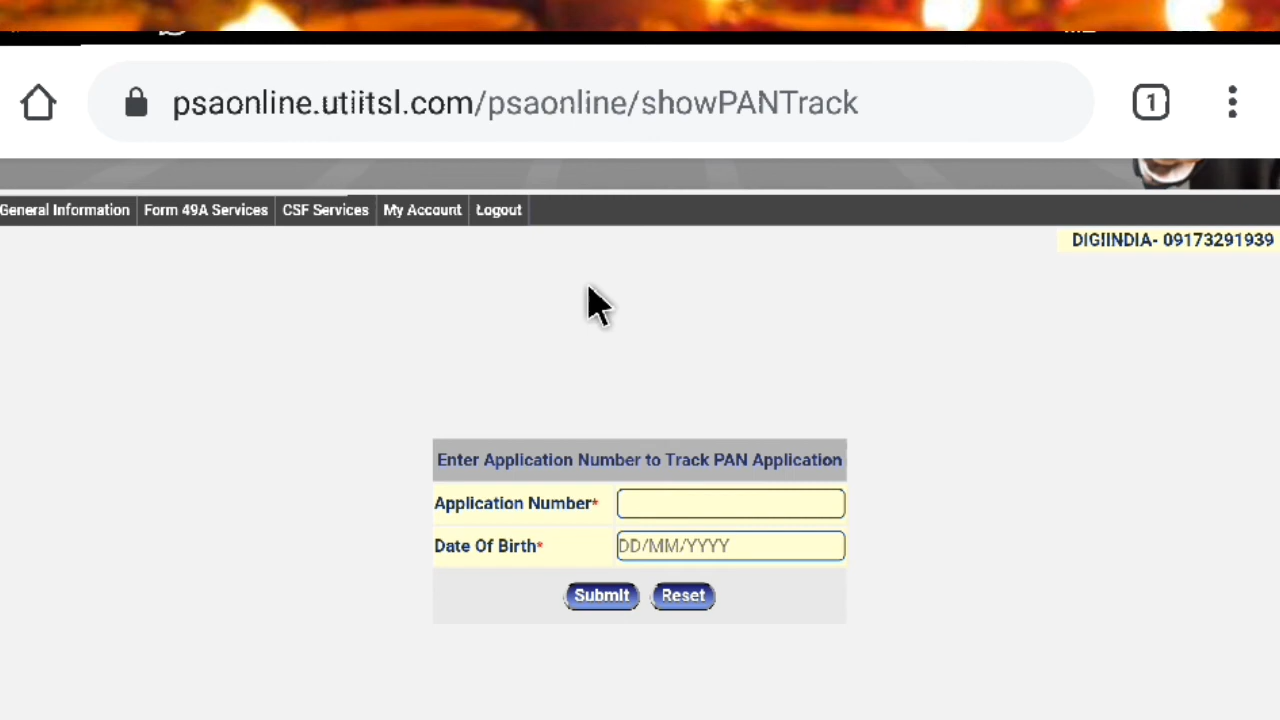 psaonline.utiitsl.com/psaonline/showPANTrack
1
General Information Form 49A Services CSF Services My Account Logout
DIGIINDIA- 09173291939
Enter Application Number to Track PAN Application
Application Number*
Date Of Birth* DD/MM/YYYY
Submit Reset